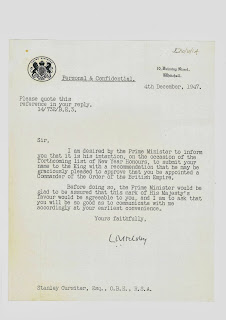 10, Downing Street,
Whitehall.
Personal & Confidential.
4th December, 1947.
Please quote this
reference in your reply.
Sir,
I am desired by the Prime Minister to inform
you that it is his intention, on the occasion of the
forthcoming list of New Year Honours, to submit your
name to the King with a recommendation that he may be
graciously pleased to approve that you be appointed a
Commander of the Order of the British Empire.
Before doing so, the Prime Minister would be
glad to be assured that this mark of His Majesty's
favour would be agreeable to you, and I am to ask that
you will be so good as to communicate with me
accordingly at your earliest convenience.
Yours faithfully,
Stanley Cursiter, Esq., O.B.E., R.S.A.